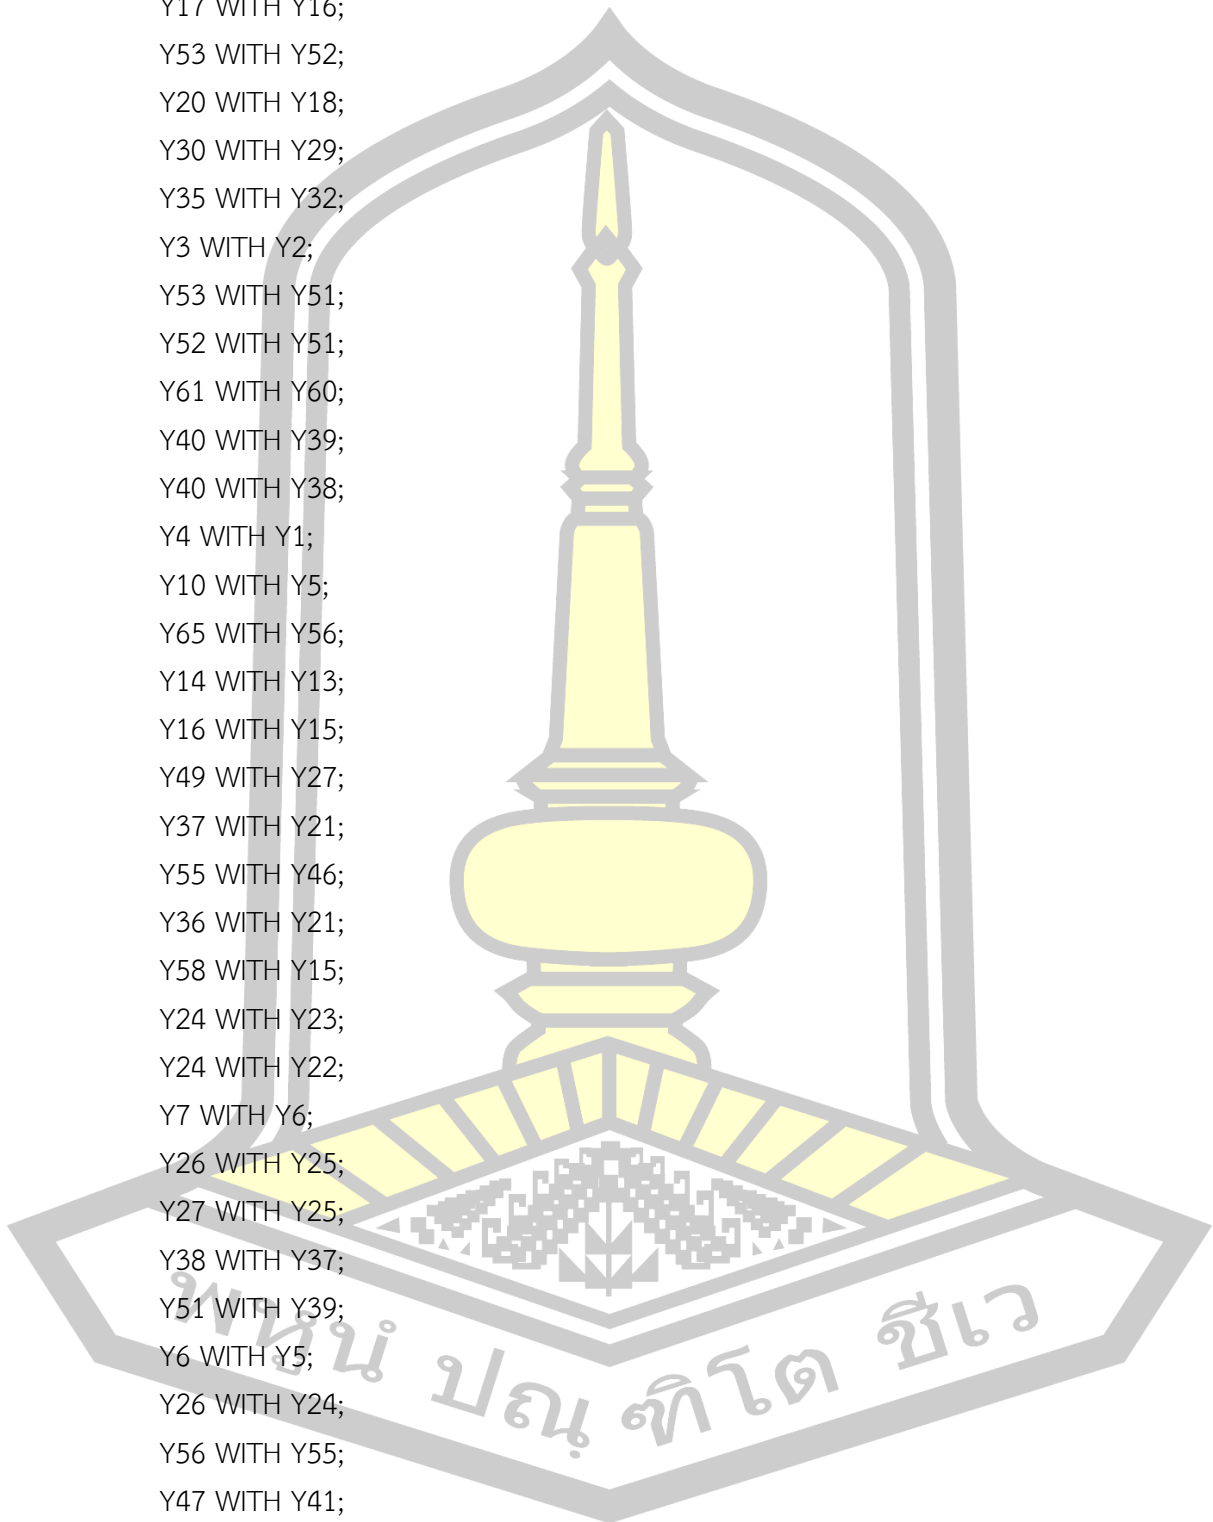 Y17 WITH Y16;
Y53 WITH Y52;
Y20 WITH Y18;
Y30 WITH Y29;
Y35 WITH Y32;
Y3 WITH Y2;
Y53 WITH Y51;
Y52 WITH Y51;
Y61 WITH Y60;
Y40 WITH Y39;
Y40 WITH Y38;
Y4 WITH Y1;
Y10 WITH Y5;
Y65 WITH Y56;
Y14 WITH Y13;
Y16 WITH Y15;
Y49 WITH Y27;
Y37 WITH Y21;
Y55 WITH Y46;
Y36 WITH Y21;
Y58 WITH Y15;
Y24 WITH Y23;
Y24 WITH Y22;
Y7 WITH Y6;
Y26 WITH Y25;
Y27 WITH Y25;
Y38 WITH Y37;
Y51 WITH Y39;
Y6 WITH Y5;
Y26 WITH Y24;
Y56 WITH Y55;
Y47 WITH Y41;
พหูนํ ปณฺฑิโต ชีเว